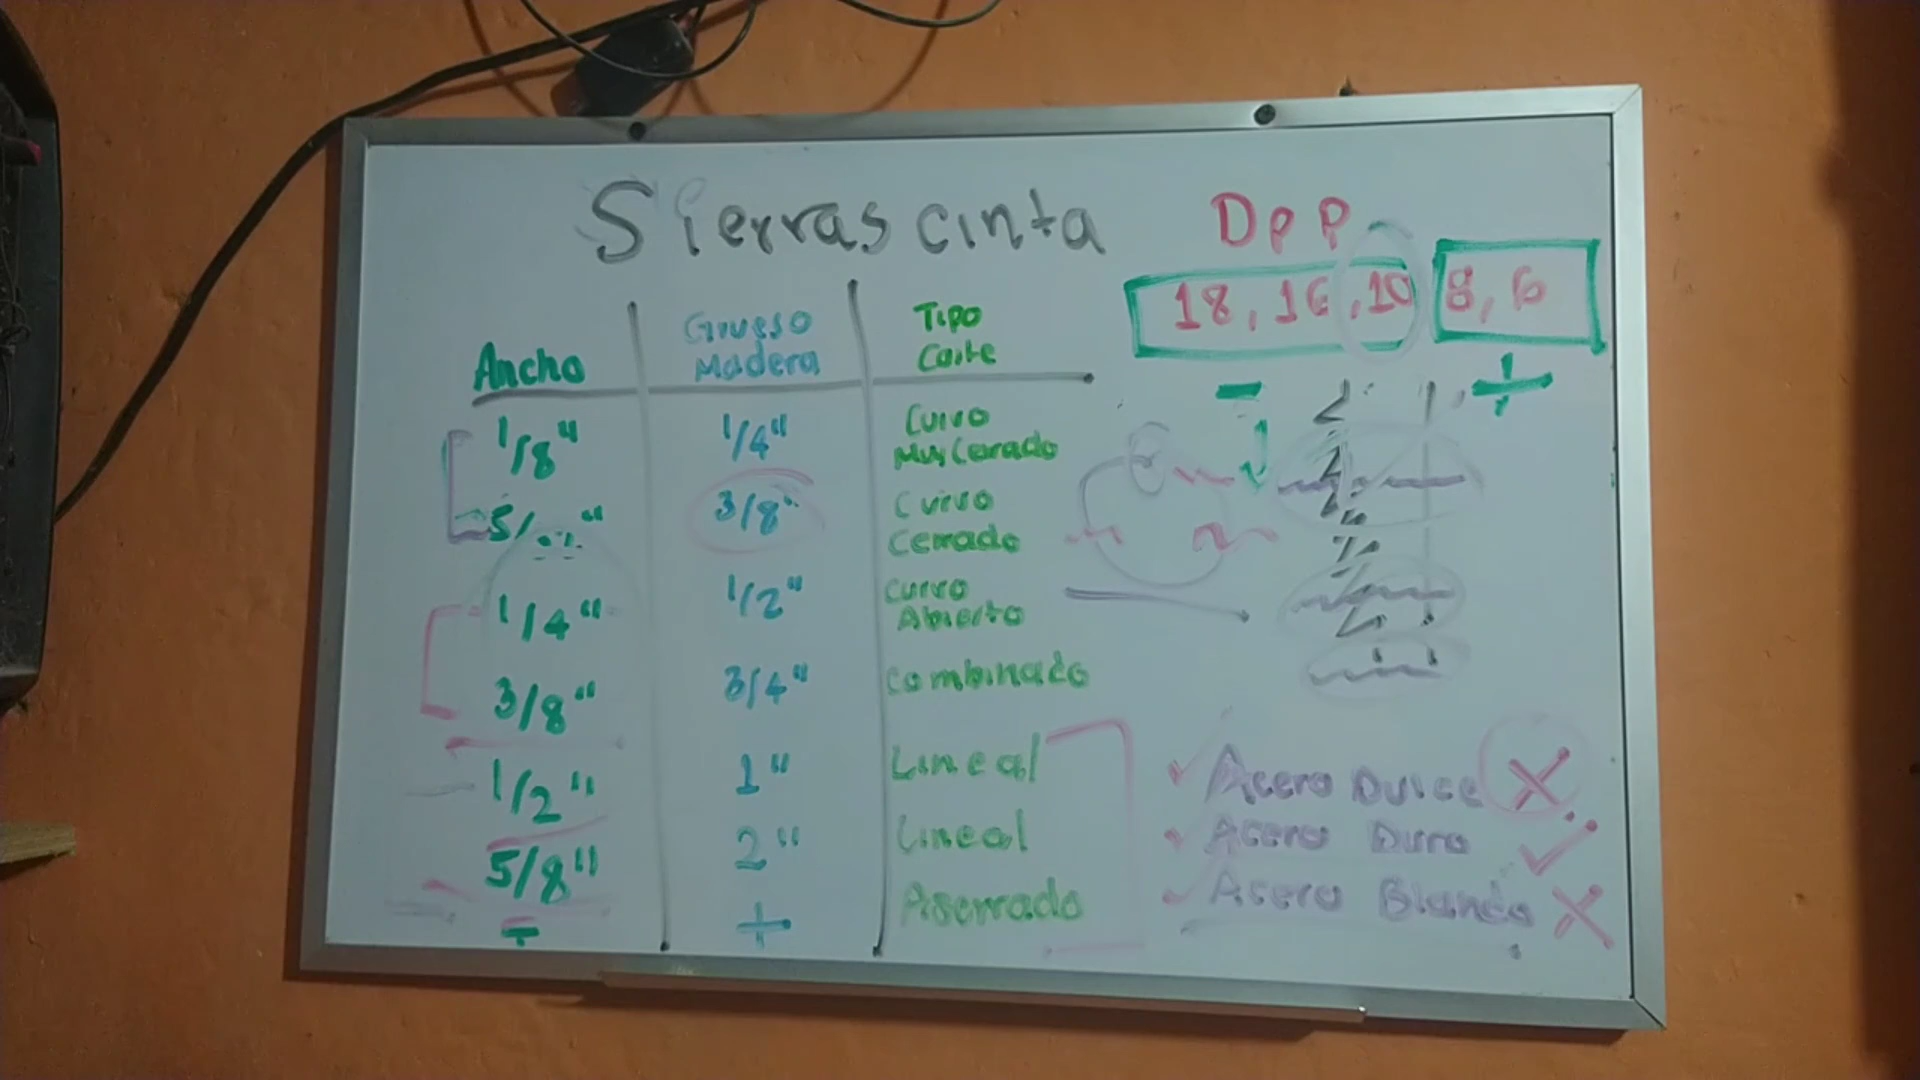 Sierras cinta
DPP
18, 16, 10 8, 6
- +
Ancho Grueso Madera Tipo Corte
1/8" 1/4" Curvo Muy Cerrado
5/ " 3/8" Curvo Cerrado
1/4" 1/2" Curvo Abierto
3/8" 3/4" Combinado
1/2" 1" Lineal
5/8" 2" Lineal
+ + Aserrado
✓ Acero Dulce X
✓ Acero Duro ✓
✓ Acero Blando X